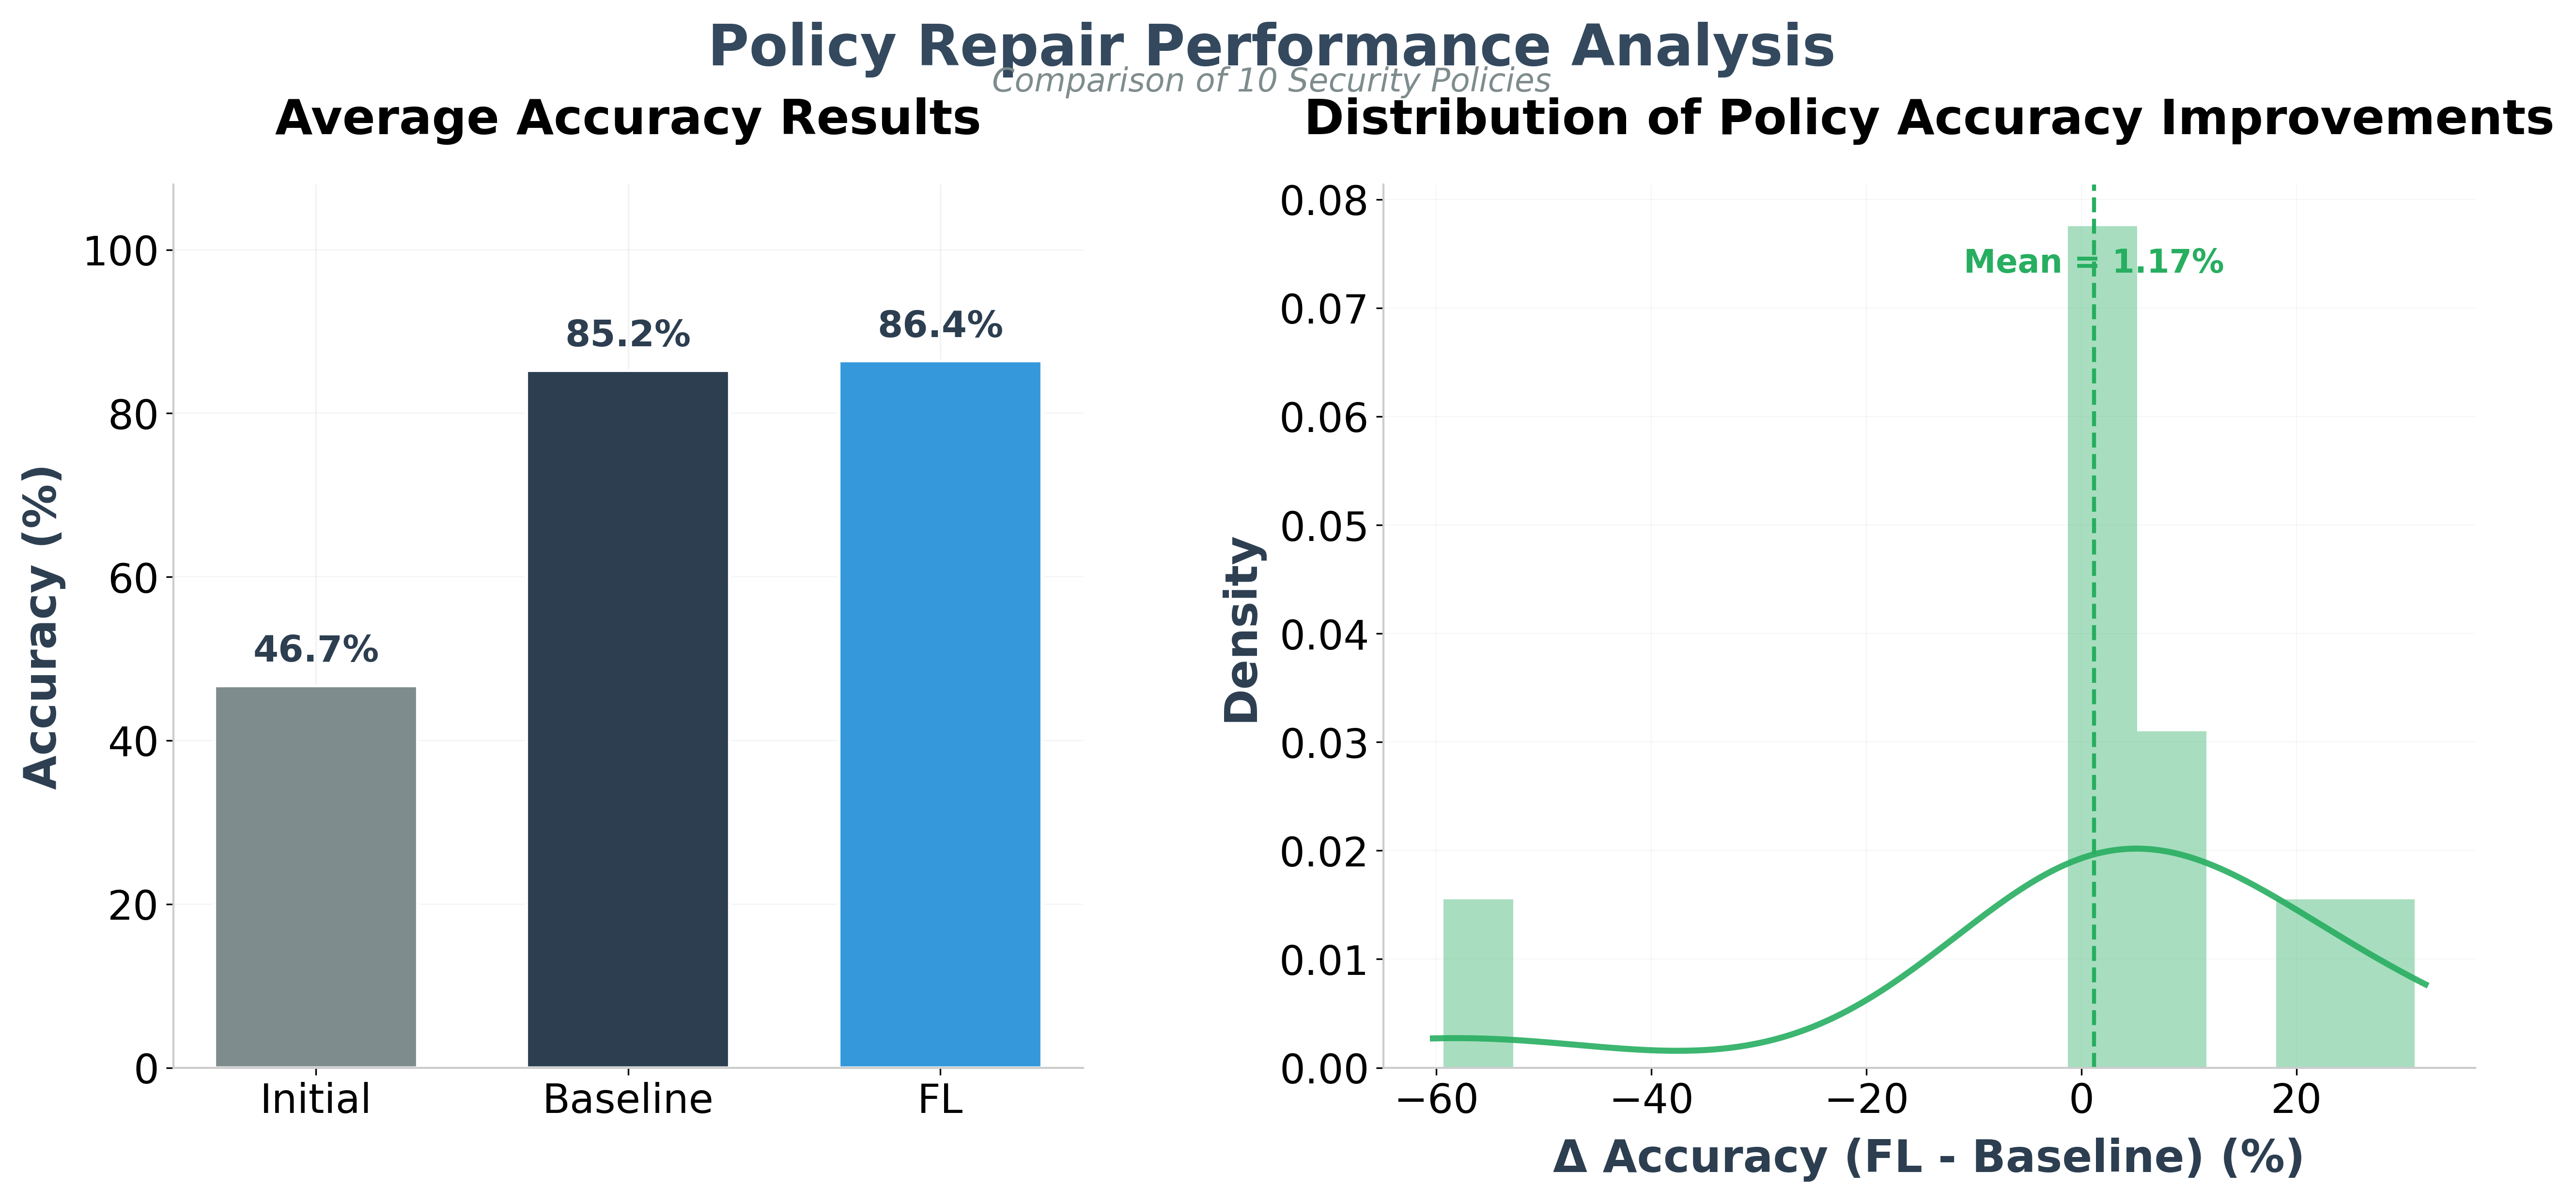 Policy Repair Performance Analysis
Comparison of 10 Security Policies
Average Accuracy Results
Accuracy (%)
100
80
60
40
20
0
46.7%
85.2%
86.4%
Initial
Baseline
FL
Distribution of Policy Accuracy Improvements
Density
0.08
0.07
0.06
0.05
0.04
0.03
0.02
0.01
0.00
Mean = 1.17%
−60
−40
−20
0
20
Δ Accuracy (FL - Baseline) (%)